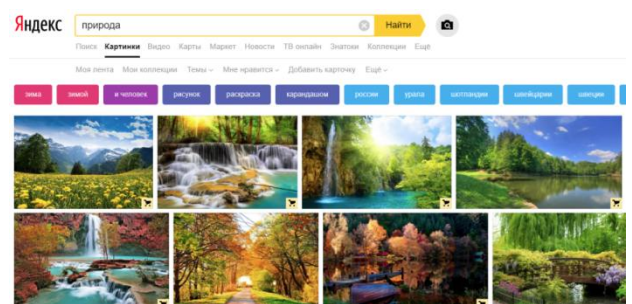 Яндекс природа Найти
Поиск Картинки Видео Карты Маркет Новости ТВ онлайн Знатоки Коллекции Ещё
Моя лента Мои коллекции Темы Мне нравится Добавить карточку Ещё
зима зимой и человек рисунок раскраска карандашом россии урала шотландии швейцарии швеции